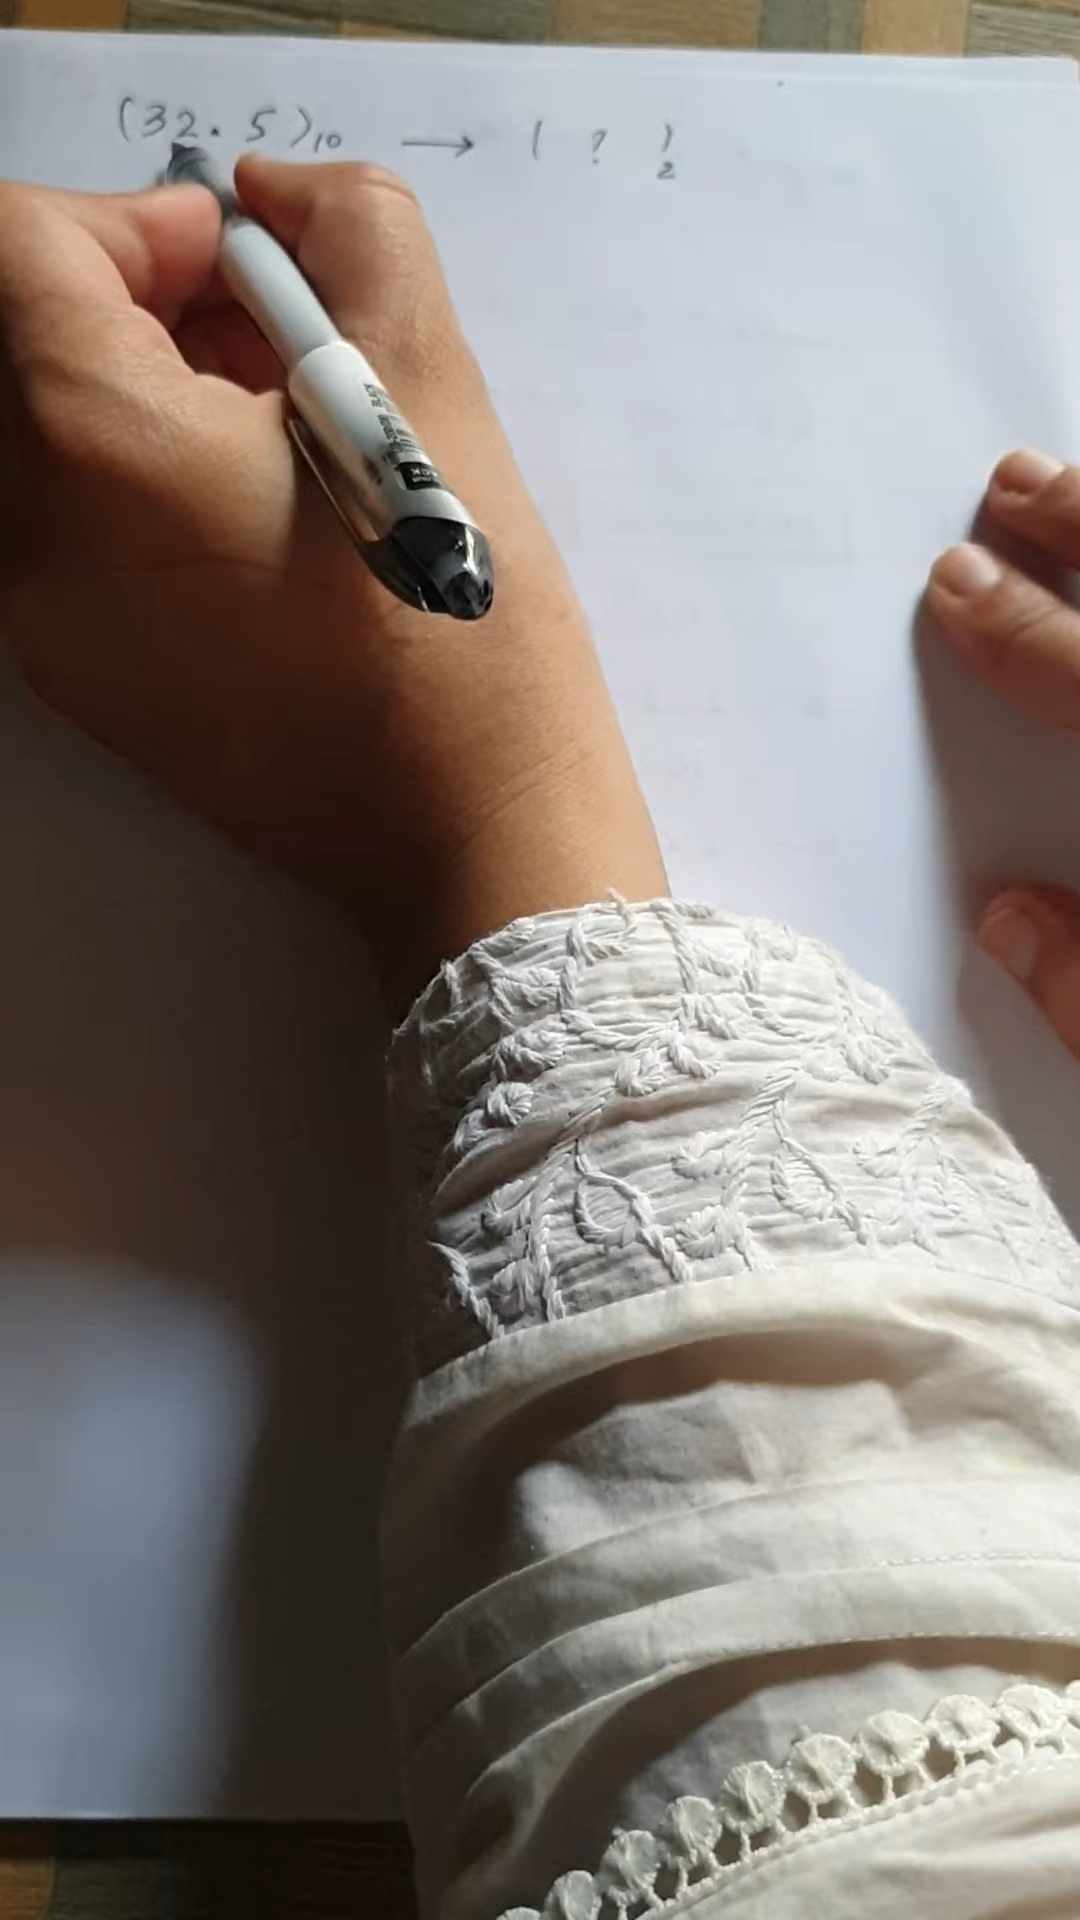 (32.5)₁₀ → ( ? )₂